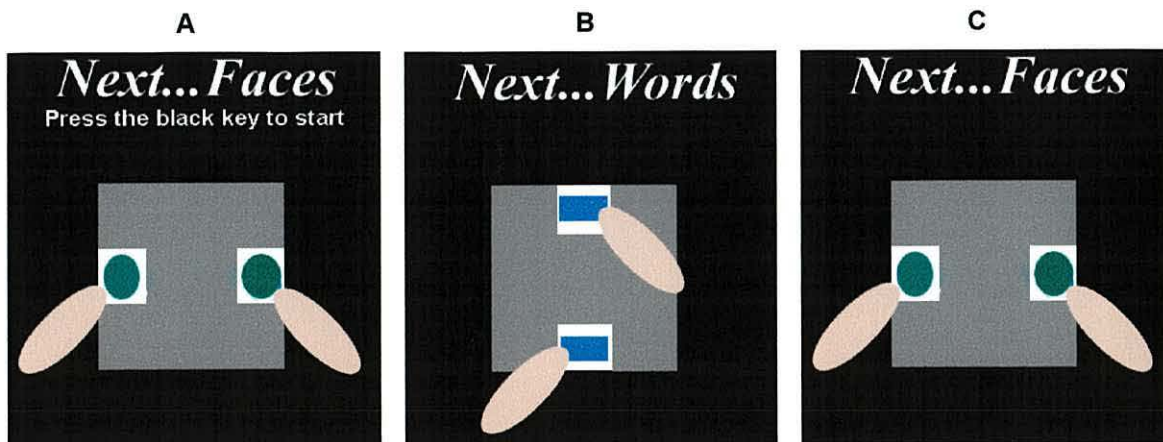 A
B
C
Next...Faces
Press the black key to start
Next...Words
Next...Faces